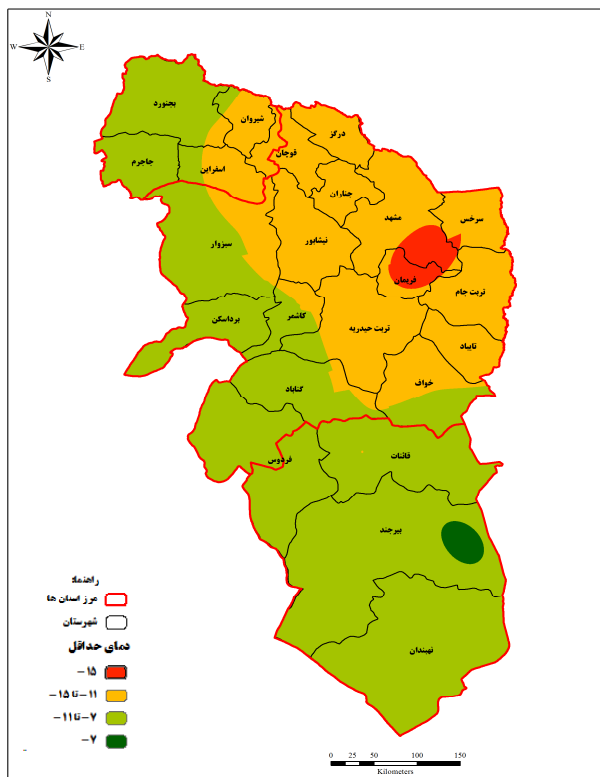 N
W E
S
بجنورد
شیروان
درگز
قوچان
جاجرم
اسفراین
چناران
مشهد
سرخس
سبزوار
نیشابور
فریمان
تربت جام
کاشمر
بردسکن
تربت حیدریه
تایباد
خواف
گناباد
فردوس
قائنات
بیرجند
نهبندان
راهنما:
مرز استان ها
شهرستان
دمای حداقل
۱۵ –
۱۱– تا ۱۵ –
۷– تا ۱۱–
۷–
0 25 50 100 150
Kilometers